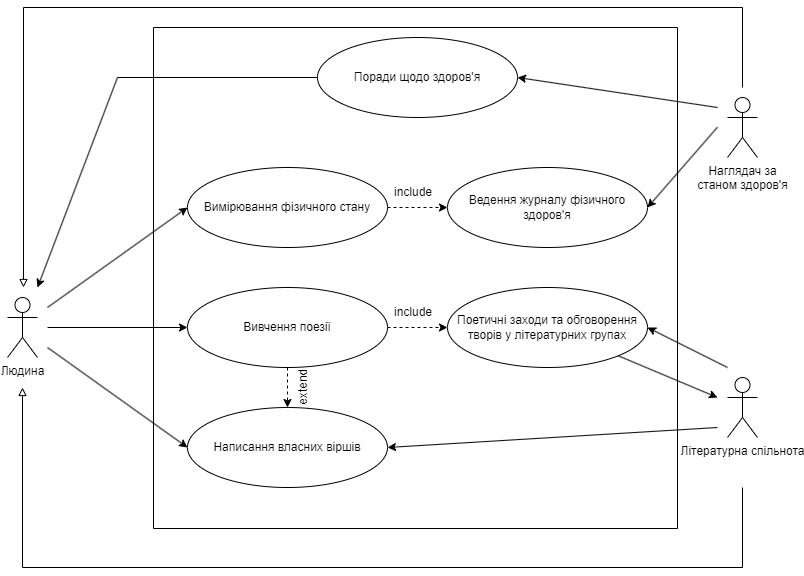 Поради щодо здоров'я
Наглядач за
станом здоров'я
Вимірювання фізичного стану
include
Ведення журналу фізичного
здоров'я
Людина
Вивчення поезії
include
Поетичні заходи та обговорення
творів у літературних групах
extend
Написання власних віршів
Літературна спільнота